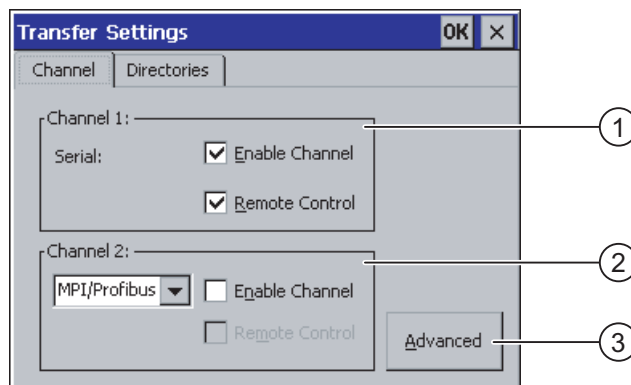 Transfer Settings OK ×
Channel Directories
Channel 1:
1
Serial: Enable Channel
Remote Control
Channel 2:
2
MPI/Profibus Enable Channel
Remote Control
Advanced
3